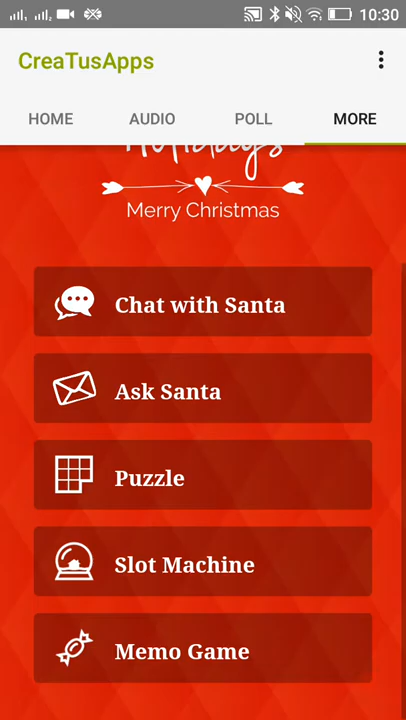 10:30
CreaTusApps
HOME AUDIO POLL MORE
Holidays
Merry Christmas
Chat with Santa
Ask Santa
Puzzle
Slot Machine
Memo Game